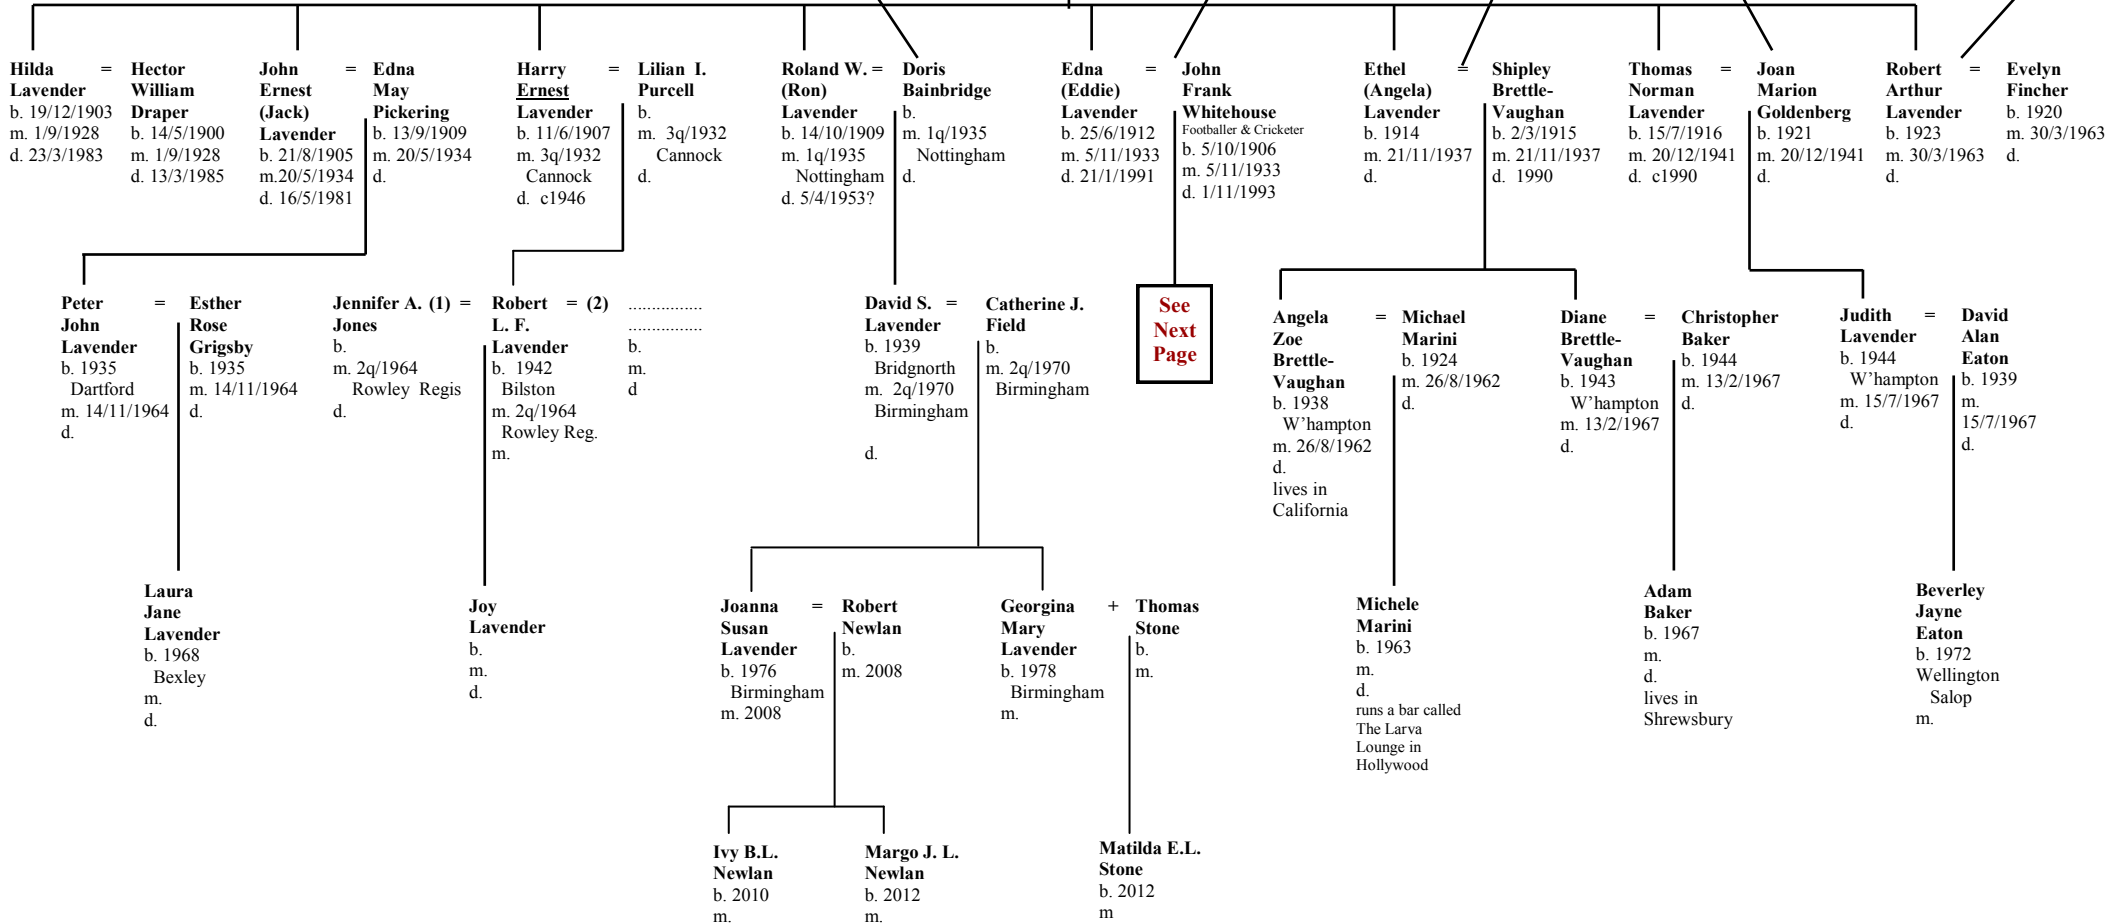 Hilda = Hector
Lavender William
b. 19/12/1903 Draper
m. 1/9/1928 b. 14/5/1900
d. 23/3/1983 m. 1/9/1928
d. 13/3/1985
John = Edna
Ernest May
(Jack) Pickering
Lavender b. 13/9/1909
b. 21/8/1905 m. 20/5/1934
m.20/5/1934 d.
d. 16/5/1981
Harry = Lilian I.
Ernest Purcell
Lavender b.
b. 11/6/1907 m. 3q/1932
m. 3q/1932 Cannock
Cannock d.
d. c1946
Roland W. = Doris
(Ron) Bainbridge
Lavender b.
b. 14/10/1909 m. 1q/1935
m. 1q/1935 Nottingham
Nottingham d.
d. 5/4/1953?
Edna = John
(Eddie) Frank
Lavender Whitehouse
b. 25/6/1912 Footballer & Cricketer
m. 5/11/1933 b. 5/10/1906
d. 21/1/1991 m. 5/11/1933
d. 1/11/1993
Ethel = Shipley
(Angela) Brettle-
Lavender Vaughan
b. 1914 b. 2/3/1915
m. 21/11/1937 m. 21/11/1937
d. d. 1990
Thomas = Joan
Norman Marion
Lavender Goldenberg
b. 15/7/1916 b. 1921
m. 20/12/1941 m. 20/12/1941
d. c1990 d.
Robert = Evelyn
Arthur Fincher
Lavender b. 1920
b. 1923 m. 30/3/1963
m. 30/3/1963 d.
d.
Peter = Esther
John Rose
Lavender Grigsby
b. 1935 b. 1935
Dartford m. 14/11/1964
m. 14/11/1964 d.
d.
Jennifer A. (1) = Robert = (2) ................
Jones L. F. ................
b. Lavender b.
m. 2q/1964 b. 1942 m.
Rowley Regis Bilston d
d. m. 2q/1964
Rowley Reg.
m.
David S. = Catherine J.
Lavender Field
b. 1939 b.
Bridgnorth m. 2q/1970
m. 2q/1970 Birmingham
Birmingham
d.
See
Next
Page
Angela = Michael
Zoe Marini
Brettle- b. 1924
Vaughan m. 26/8/1962
b. 1938 d.
W'hampton
m. 26/8/1962
d.
lives in
California
Diane = Christopher
Brettle- Baker
Vaughan b. 1944
b. 1943 m. 13/2/1967
W'hampton d.
m. 13/2/1967
d.
Judith = David
Lavender Alan
b. 1944 Eaton
W'hampton b. 1939
m. 15/7/1967 m.
d. 15/7/1967
d.
Laura
Jane
Lavender
b. 1968
Bexley
m.
d.
Joy
Lavender
b.
m.
d.
Joanna = Robert
Susan Newlan
Lavender b.
b. 1976 m. 2008
Birmingham
m. 2008
Georgina + Thomas
Mary Stone
Lavender b.
b. 1978 m.
Birmingham
m.
Michele
Marini
b. 1963
m.
d.
runs a bar called
The Larva
Lounge in
Hollywood
Adam
Baker
b. 1967
m.
d.
lives in
Shrewsbury
Beverley
Jayne
Eaton
b. 1972
Wellington
Salop
m.
Ivy B.L.
Newlan
b. 2010
m.
Margo J. L.
Newlan
b. 2012
m.
Matilda E.L.
Stone
b. 2012
m